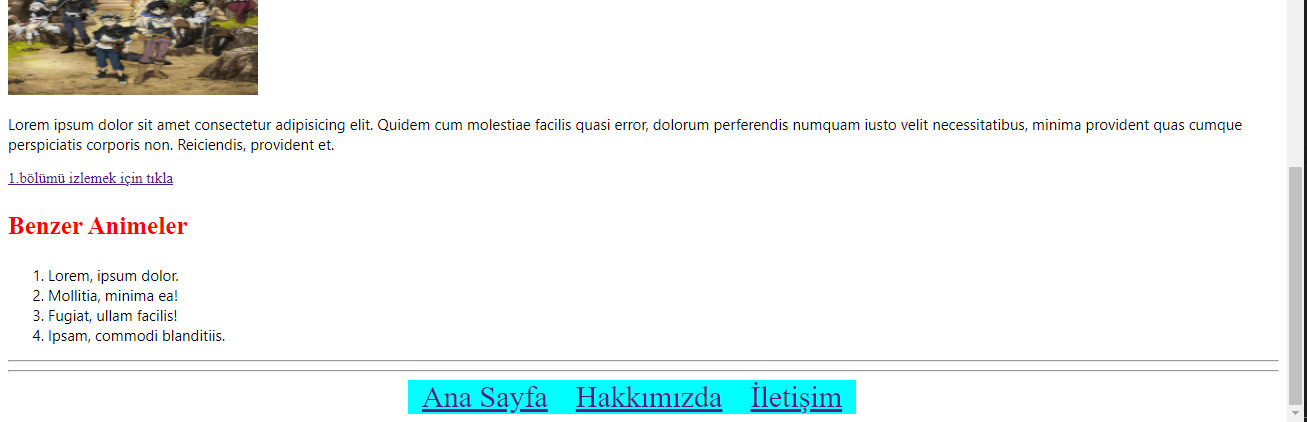 Lorem ipsum dolor sit amet consectetur adipisicing elit. Quidem cum molestiae facilis quasi error, dolorum perferendis numquam iusto velit necessitatibus, minima provident quas cumque
perspiciatis corporis non. Reiciendis, provident et.
1.bölümü izlemek için tıkla
Benzer Animeler
1. Lorem, ipsum dolor.
2. Mollitia, minima ea!
3. Fugiat, ullam facilis!
4. Ipsam, commodi blanditiis.
Ana Sayfa Hakkımızda İletişim